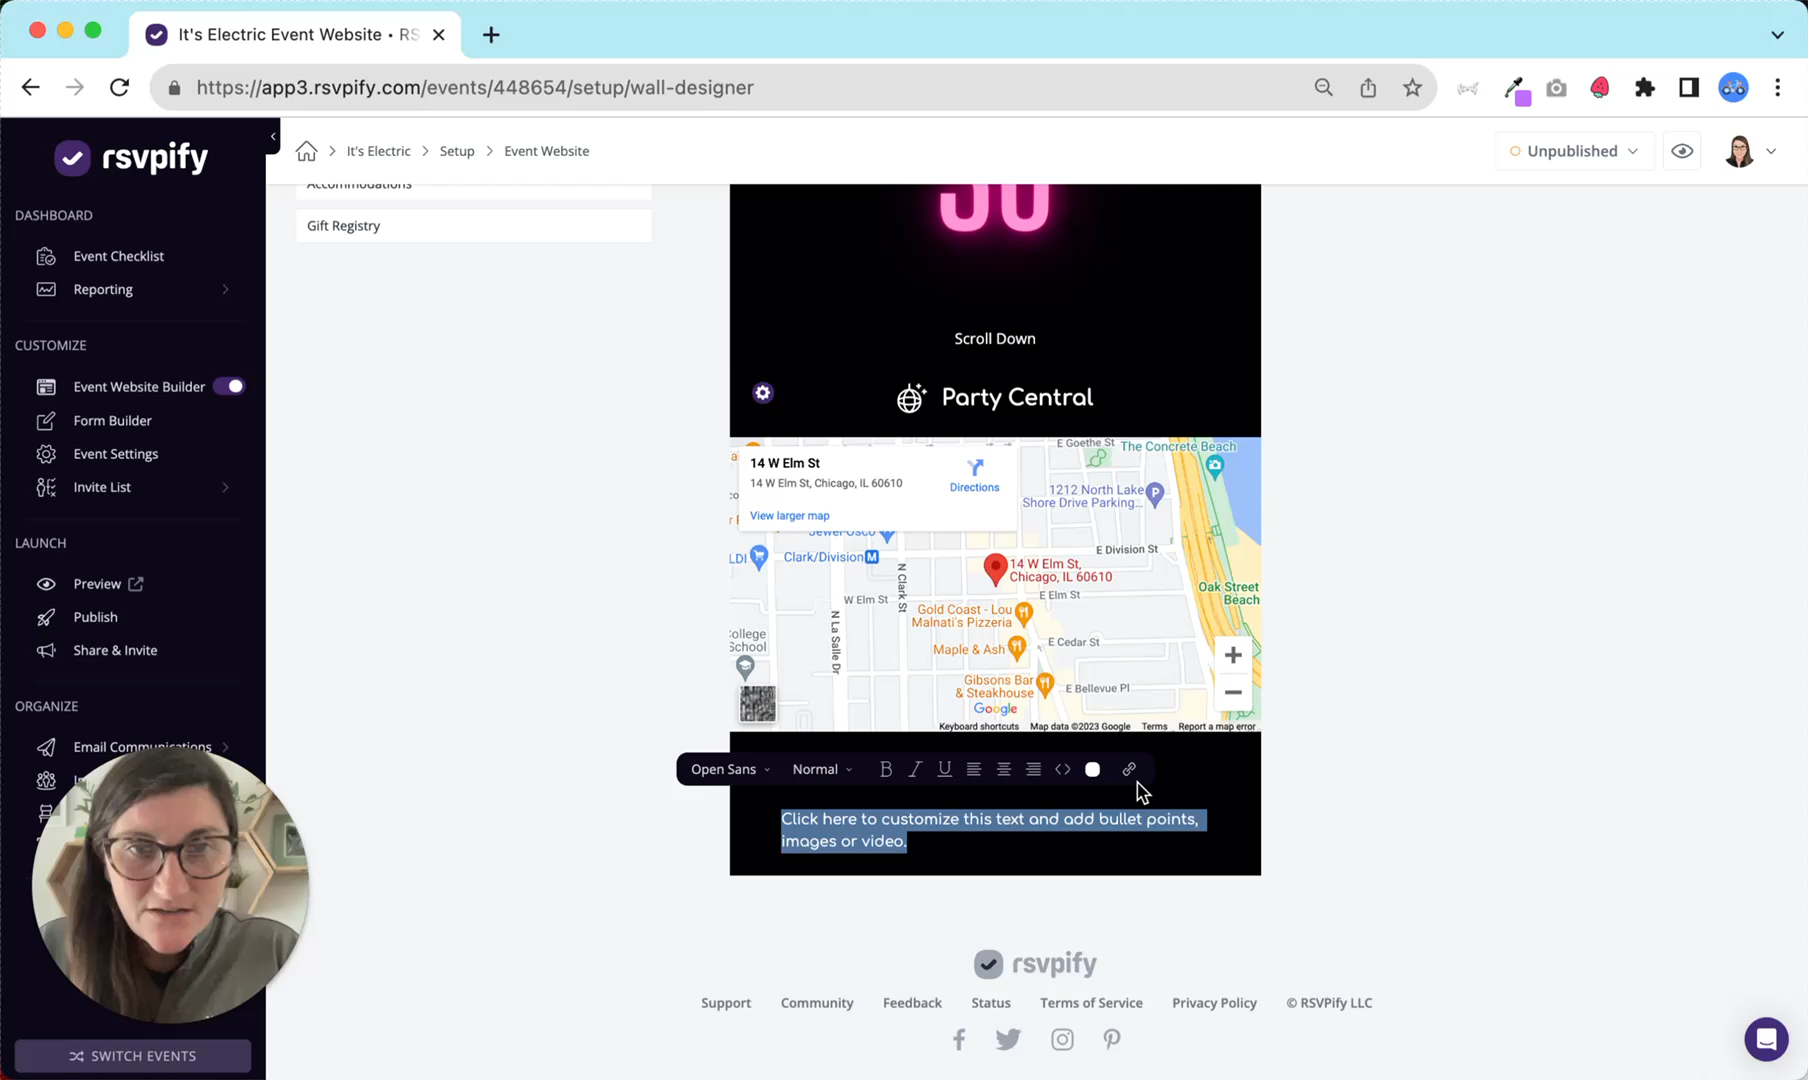 It's Electric Event Website • RS
https://app3.rsvpify.com/events/448654/setup/wall-designer
rsvpify
It's Electric
Setup
Event Website
Unpublished
DASHBOARD
Event Checklist
Reporting
CUSTOMIZE
Event Website Builder
Form Builder
Event Settings
Invite List
LAUNCH
Preview
Publish
Share & Invite
ORGANIZE
Email Communications
SWITCH EVENTS
Accommodations
Gift Registry
30
Scroll Down
Party Central
14 W Elm St
14 W Elm St, Chicago, IL 60610
Directions
View larger map
E Goethe St
The Concrete Beach
1212 North Lake
Shore Drive Parking...
Jewel-Osco
LDI
Clark/Division
M
P
E Division St
14 W Elm St,
Chicago, IL 60610
N Clark St
W Elm St
E Elm St
Oak Street
Beach
Gold Coast - Lou
Malnati's Pizzeria
N La Salle Dr
ollege
School
E Cedar St
Maple & Ash
Gibsons Bar
& Steakhouse
E Bellevue Pl
Google
Keyboard shortcuts
Map data ©2023 Google
Terms
Report a map error
Open Sans
Normal
B I U
Click here to customize this text and add bullet points,
images or video.
rsvpify
Support
Community
Feedback
Status
Terms of Service
Privacy Policy
© RSVPify LLC